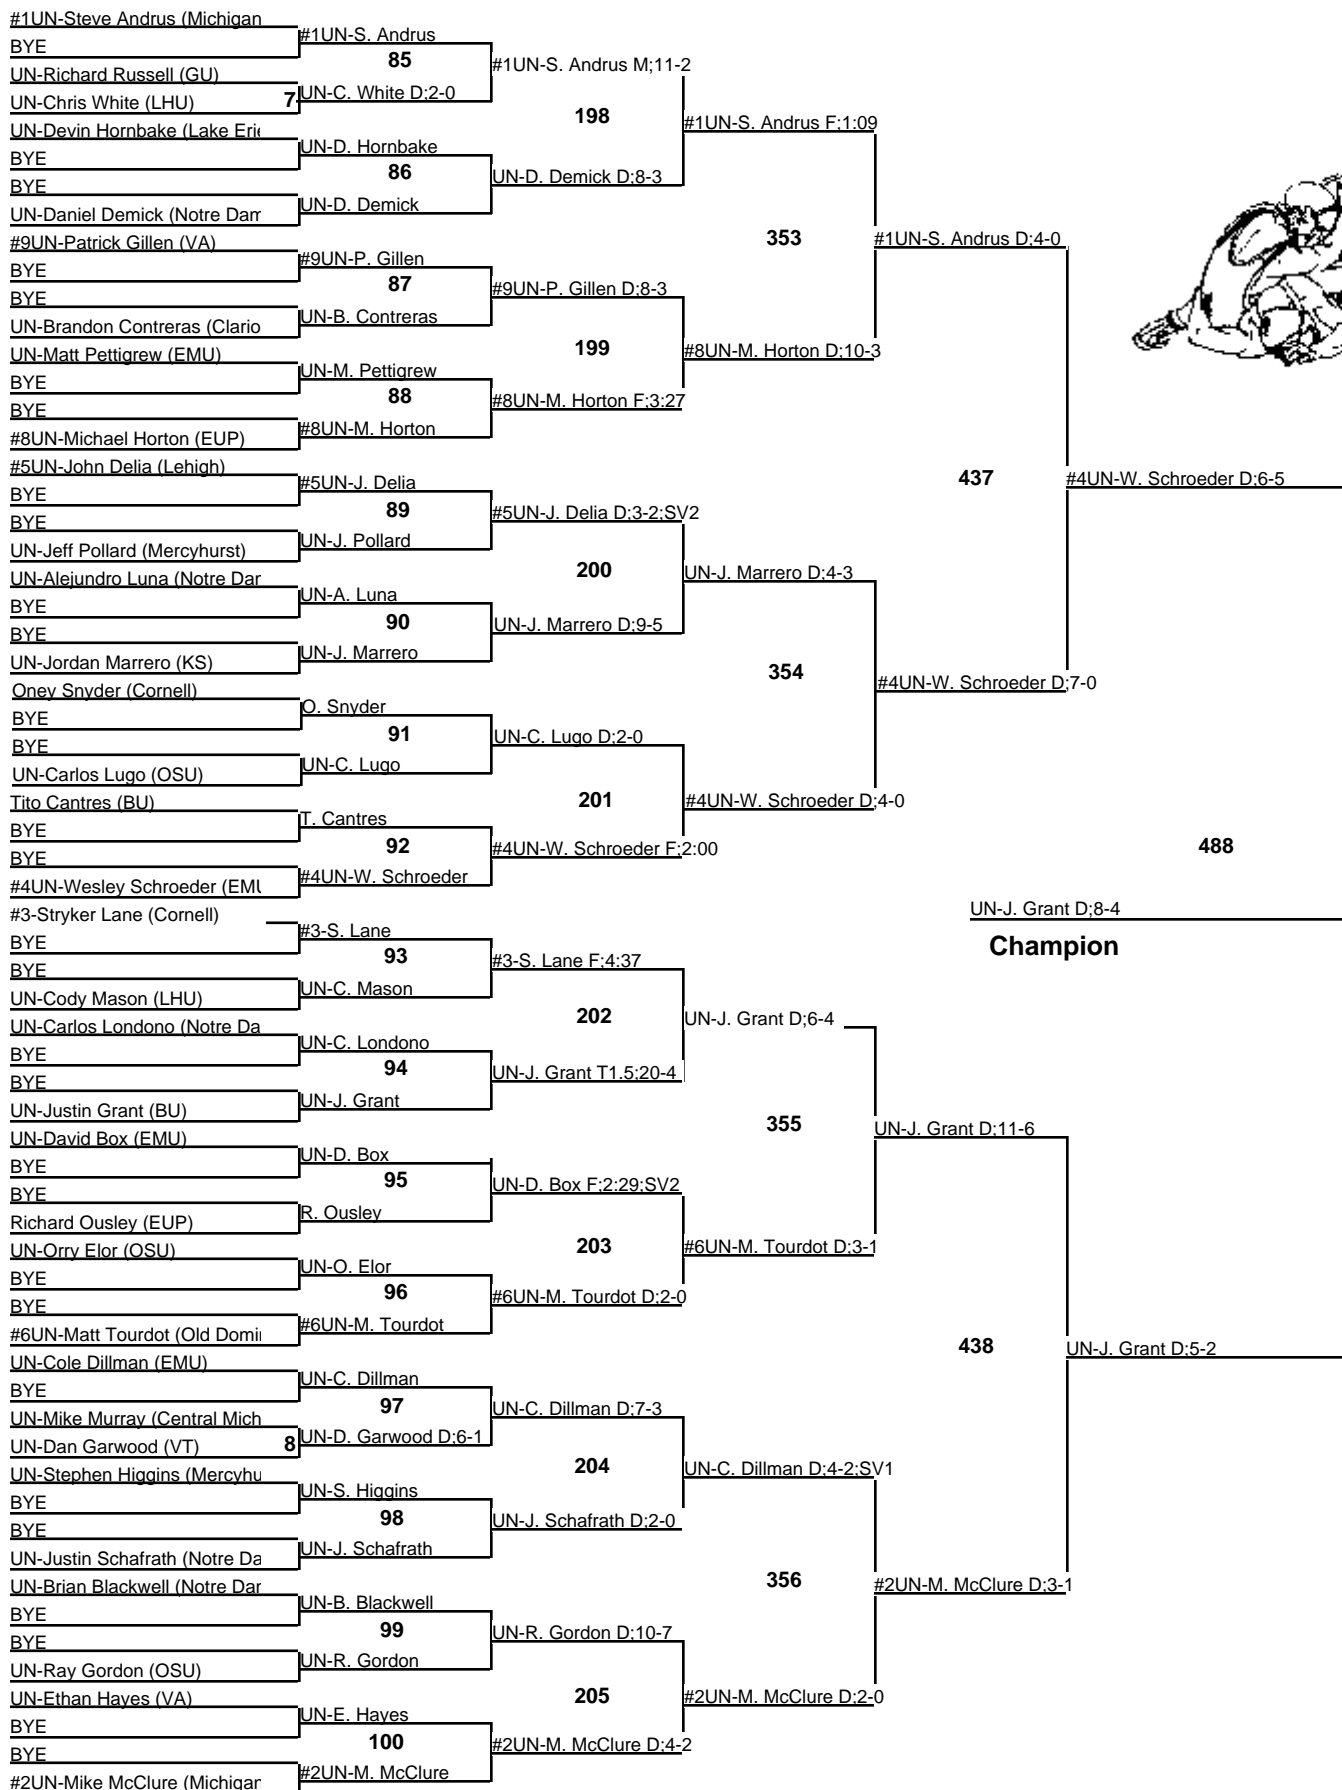 #1UN-Steve Andrus (Michigan
BYE
UN-Richard Russell (GU)
UN-Chris White (LHU)
7
UN-Devin Hornbake (Lake Erie
BYE
BYE
UN-Daniel Demick (Notre Dam
#9UN-Patrick Gillen (VA)
BYE
BYE
UN-Brandon Contreras (Clario
UN-Matt Pettigrew (EMU)
BYE
BYE
#8UN-Michael Horton (EUP)
#5UN-John Delia (Lehigh)
BYE
BYE
UN-Jeff Pollard (Mercyhurst)
UN-Alejundro Luna (Notre Dar
BYE
BYE
UN-Jordan Marrero (KS)
Oney Snyder (Cornell)
BYE
BYE
UN-Carlos Lugo (OSU)
Tito Cantres (BU)
BYE
BYE
#4UN-Wesley Schroeder (EMU
#3-Stryker Lane (Cornell)
BYE
BYE
UN-Cody Mason (LHU)
UN-Carlos Londono (Notre Da
BYE
BYE
UN-Justin Grant (BU)
UN-David Box (EMU)
BYE
BYE
Richard Ousley (EUP)
UN-Orry Elor (OSU)
BYE
BYE
#6UN-Matt Tourdot (Old Domi
UN-Cole Dillman (EMU)
BYE
UN-Mike Murray (Central Mich
UN-Dan Garwood (VT)
8
UN-Stephen Higgins (Mercyhu
BYE
BYE
UN-Justin Schafrath (Notre Da
UN-Brian Blackwell (Notre Dar
BYE
BYE
UN-Ray Gordon (OSU)
UN-Ethan Hayes (VA)
BYE
BYE
#2UN-Mike McClure (Michigan
#1UN-S. Andrus
85
UN-C. White D;2-0
UN-D. Hornbake
86
UN-D. Demick
#9UN-P. Gillen
87
UN-B. Contreras
UN-M. Pettigrew
88
#8UN-M. Horton
#5UN-J. Delia
89
UN-J. Pollard
UN-A. Luna
90
UN-J. Marrero
O. Snyder
91
UN-C. Lugo
T. Cantres
92
#4UN-W. Schroeder
#3-S. Lane
93
UN-C. Mason
UN-C. Londono
94
UN-J. Grant
UN-D. Box
95
R. Ousley
UN-O. Elor
96
#6UN-M. Tourdot
UN-C. Dillman
97
UN-D. Garwood D;6-1
UN-S. Higgins
98
UN-J. Schafrath
UN-B. Blackwell
99
UN-R. Gordon
UN-E. Hayes
100
#2UN-M. McClure
#1UN-S. Andrus M;11-2
198
UN-D. Demick D;8-3
#9UN-P. Gillen D;8-3
199
#8UN-M. Horton F;3:27
#5UN-J. Delia D;3-2;SV2
200
UN-J. Marrero D;9-5
UN-C. Lugo D;2-0
201
#4UN-W. Schroeder F;2:00
#3-S. Lane F;4:37
202
UN-J. Grant T1.5;20-4
UN-D. Box F;2:29;SV2
203
#6UN-M. Tourdot D;2-0
UN-C. Dillman D;7-3
204
UN-J. Schafrath D;2-0
UN-R. Gordon D;10-7
205
#2UN-M. McClure D;4-2
#1UN-S. Andrus F;1:09
353
#8UN-M. Horton D;10-3
UN-J. Marrero D;4-3
354
#4UN-W. Schroeder D;4-0
UN-J. Grant D;6-4
355
#6UN-M. Tourdot D;3-1
UN-C. Dillman D;4-2;SV1
356
#2UN-M. McClure D;2-0
#1UN-S. Andrus D;4-0
437
#4UN-W. Schroeder D;7-0
UN-J. Grant D;11-6
438
#2UN-M. McClure D;3-1
#4UN-W. Schroeder D;6-5
488
UN-J. Grant D;5-2
UN-J. Grant D;8-4
Champion